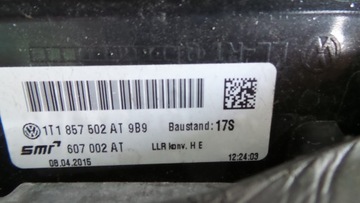 1T1 857 502 AT 9B9 Baustand: 17S
smr 607 002 AT LLR konv. H E
08.04.2015 12:24:03